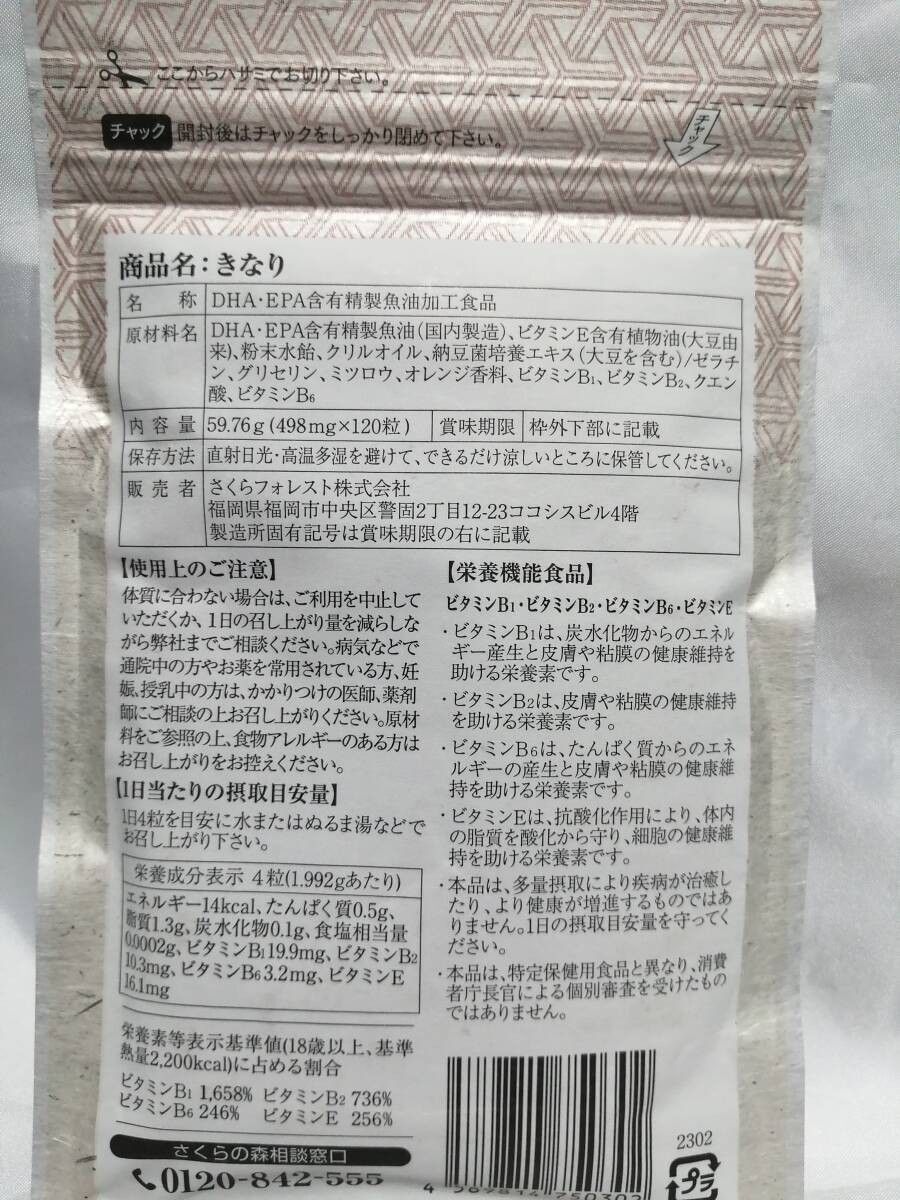 ここからハサミでお切り下さい。
チャック 開封後はチャックをしっかり閉めて下さい。
チャック
商品名：きなり
名 称 DHA・EPA含有精製魚油加工食品
原材料名 DHA・EPA含有精製魚油(国内製造)、ビタミンE含有植物油(大豆由
来)、粉末水飴、クリルオイル、納豆菌培養エキス(大豆を含む)/ゼラチ
ン、グリセリン、ミツロウ、オレンジ香料、ビタミンB1、ビタミンB2、クエン
酸、ビタミンB6
内容量 59.76g(498mg×120粒) 賞味期限 枠外下部に記載
保存方法 直射日光・高温多湿を避けて、できるだけ涼しいところに保管してください。
販売者 さくらフォレスト株式会社
福岡県福岡市中央区警固2丁目12-23ココシスビル4階
製造所固有記号は賞味期限の右に記載
【使用上のご注意】
体質に合わない場合は、ご利用を中止して
いただくか、1日の召し上がり量を減らしな
がら弊社までご相談ください。病気などで
通院中の方やお薬を常用されている方、妊
娠、授乳中の方は、かかりつけの医師、薬剤
師にご相談の上お召し上がりください。原材
料をご参照の上、食物アレルギーのある方は
お召し上がりをお控えください。
【1日当たりの摂取目安量】
1日4粒を目安に水またはぬるま湯などで
お召し上がり下さい。
栄養成分表示 4粒(1.992gあたり)
エネルギー14kcal、たんぱく質0.5g、
脂質1.3g、炭水化物0.1g、食塩相当量
0.0002g、ビタミンB1 19.9mg、ビタミンB2
10.3mg、ビタミンB6 3.2mg、ビタミンE
16.1mg
栄養素等表示基準値(18歳以上、基準
熱量2,200kcal)に占める割合
ビタミンB1 1,658% ビタミンB2 736%
ビタミンB6 246% ビタミンE 256%
さくらの森相談窓口
0120-842-555
【栄養機能食品】
ビタミンB1・ビタミンB2・ビタミンB6・ビタミンE
・ビタミンB1は、炭水化物からのエネル
ギー産生と皮膚や粘膜の健康維持を
助ける栄養素です。
・ビタミンB2は、皮膚や粘膜の健康維持
を助ける栄養素です。
・ビタミンB6は、たんぱく質からのエネ
ルギーの産生と皮膚や粘膜の健康維
持を助ける栄養素です。
・ビタミンEは、抗酸化作用により、体内
の脂質を酸化から守り、細胞の健康維
持を助ける栄養素です。
・本品は、多量摂取により疾病が治癒し
たり、より健康が増進するものではあ
りません。1日の摂取目安量を守ってく
ださい。
・本品は、特定保健用食品と異なり、消費
者庁長官による個別審査を受けたもの
ではありません。
2302
プラ